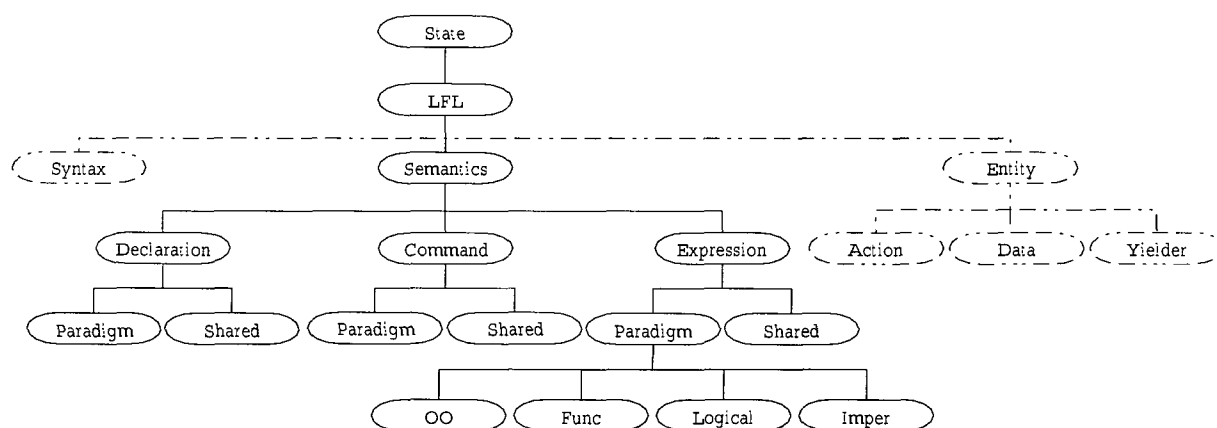 State
LFL
Syntax Semantics Entity
Declaration Command Expression Action Data Yielder
Paradigm Shared Paradigm Shared Paradigm Shared
OO Func Logical Imper